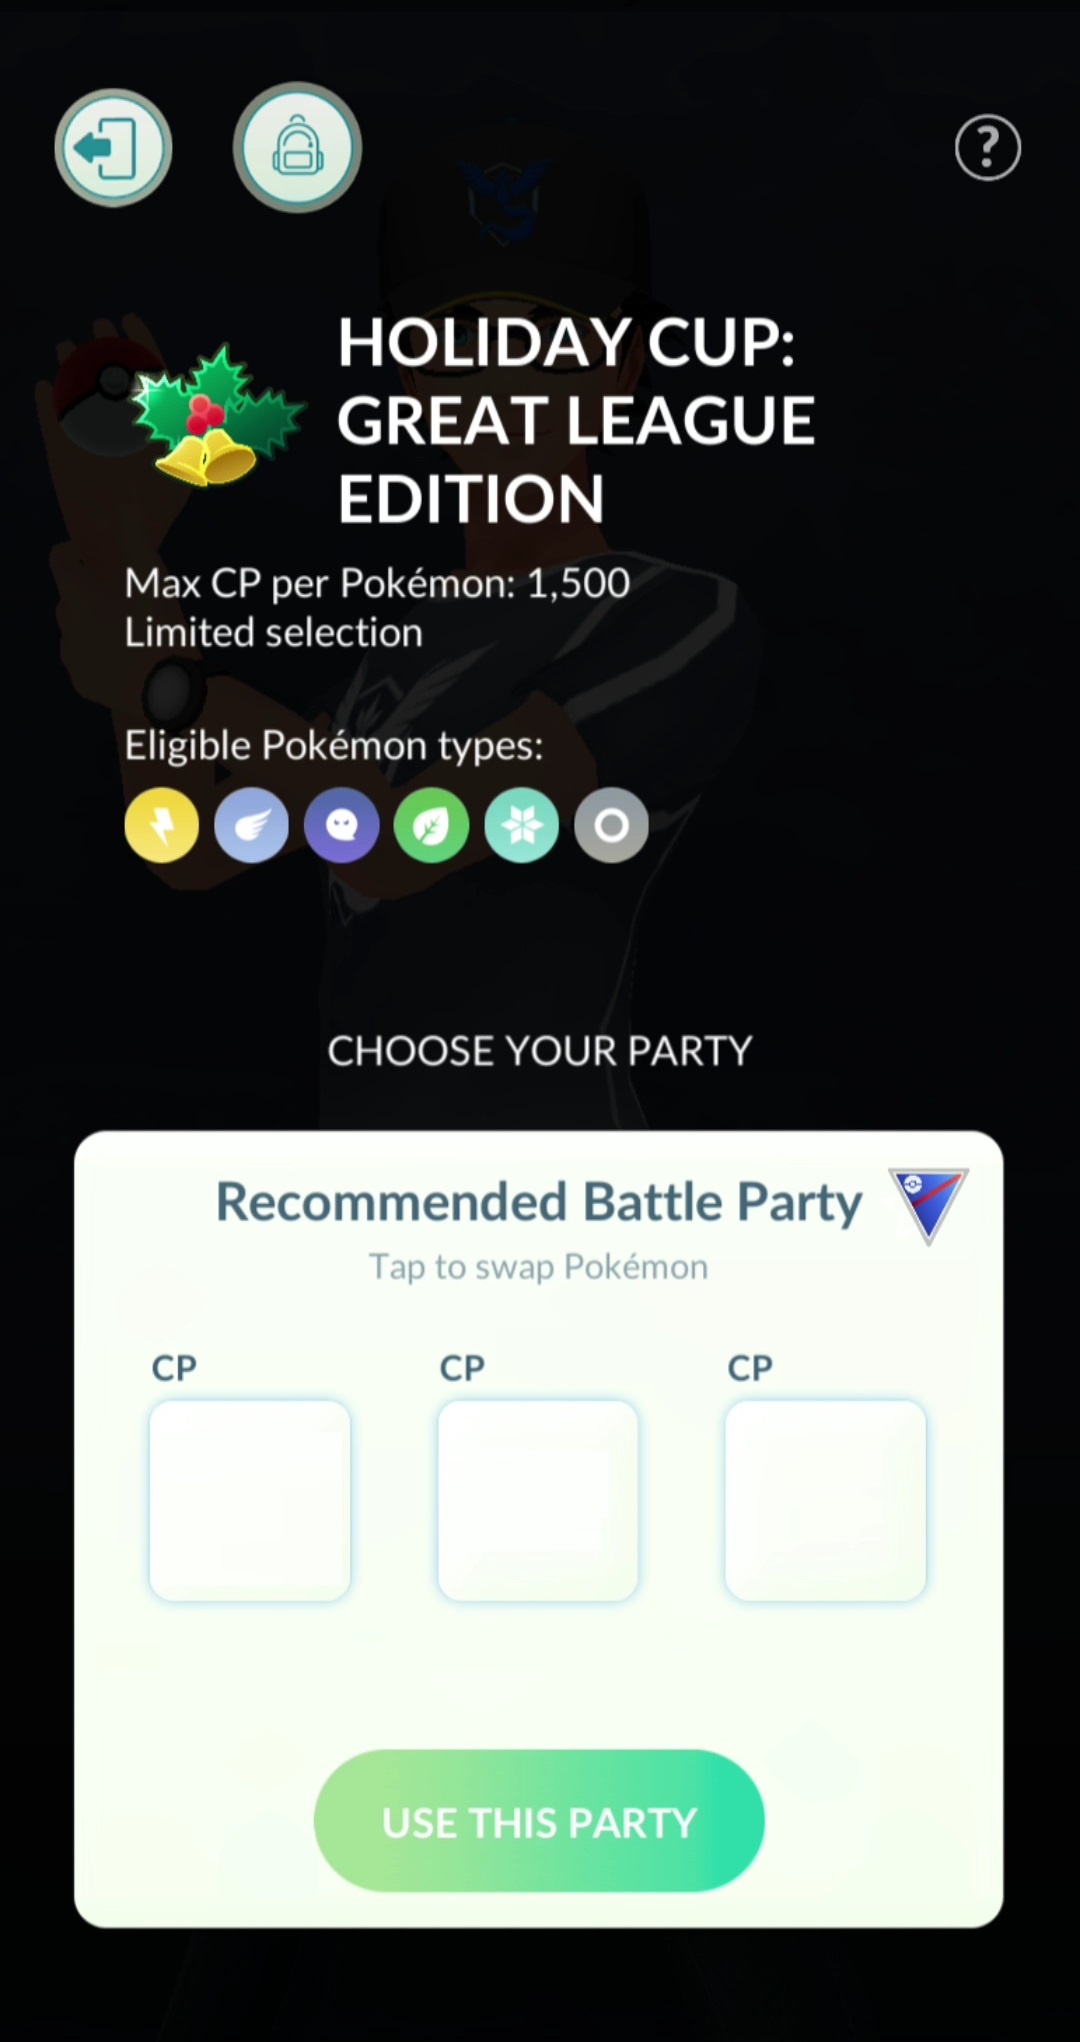 ?
HOLIDAY CUP:
GREAT LEAGUE
EDITION
Max CP per Pokémon: 1,500
Limited selection
Eligible Pokémon types:
CHOOSE YOUR PARTY
Recommended Battle Party
Tap to swap Pokémon
CP CP CP
USE THIS PARTY